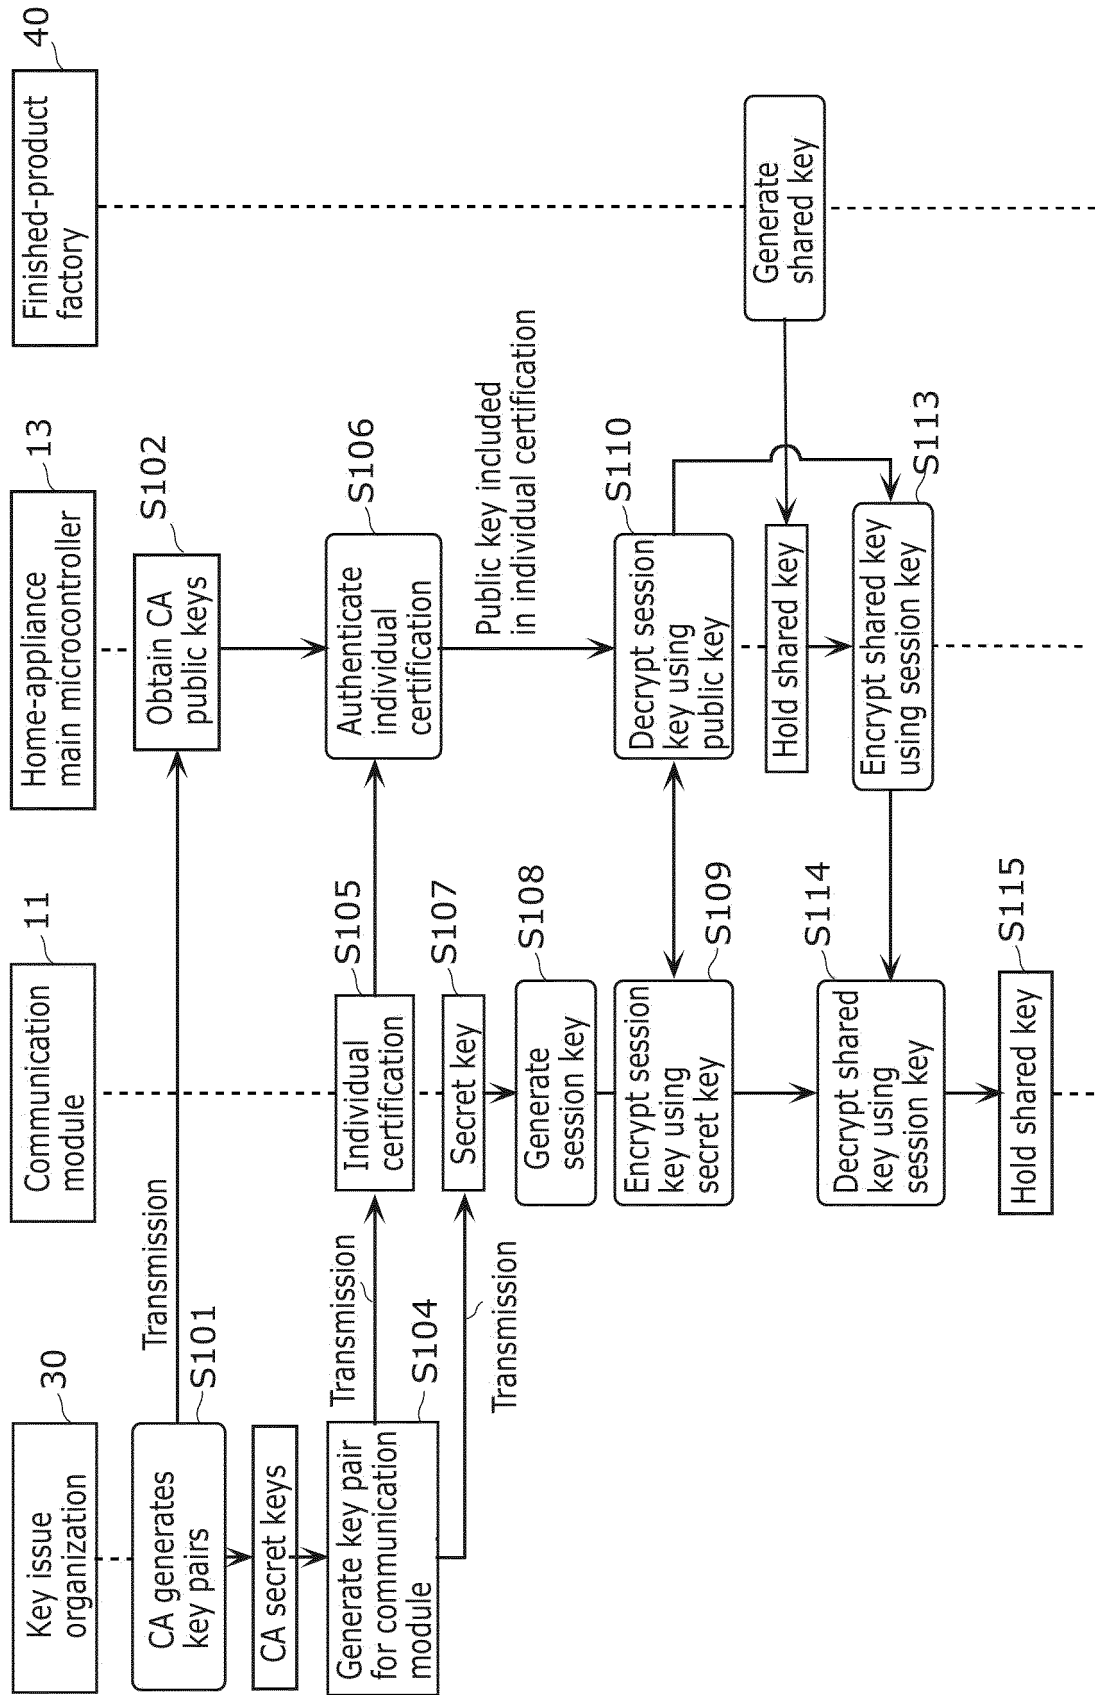 Key issue
organization
30
Communication
module
11
Home-appliance
main microcontroller
13
Finished-product
factory
40
CA generates
key pairs
S101
Transmission
Obtain CA
public keys
S102
CA secret keys
Generate key pair
for communication
module
S104
Transmission
Individual
certification
S105
Authenticate
individual
certification
S106
Transmission
Secret key
S107
Public key included
in individual certification
Generate
session key
S108
Encrypt session
key using
secret key
S109
Decrypt session
key using
public key
S110
Generate
shared key
Hold shared key
Encrypt shared key
using session key
S113
Decrypt shared
key using
session key
S114
Hold shared key
S115